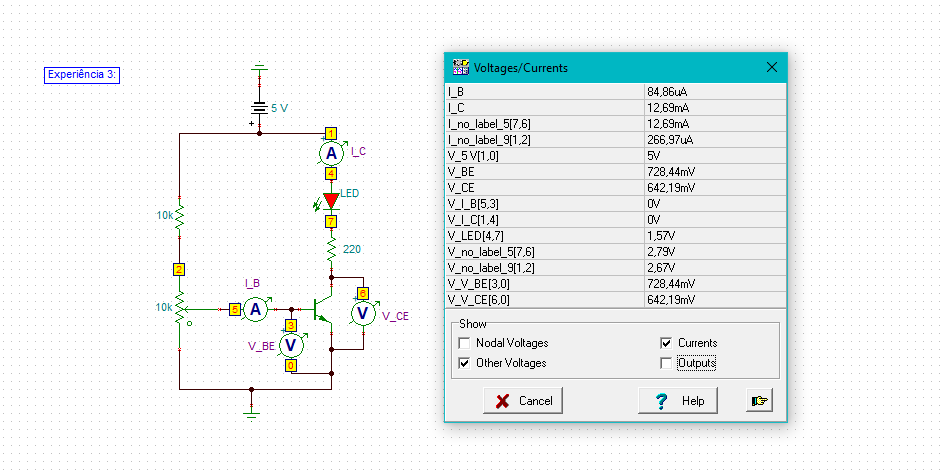 Experiência 3:
5 V
+
1
+
A
I_C
4
LED
7
10k
220
2
I_B
6
+
10k
5
A
V
V_CE
3
+
V_BE
V
0
Voltages/Currents
I_B 84,86uA
I_C 12,69mA
I_no_label_5[7,6] 12,69mA
I_no_label_9[1,2] 266,97uA
V_5 V[1,0] 5V
V_BE 728,44mV
V_CE 642,19mV
V_I_B[5,3] 0V
V_I_C[1,4] 0V
V_LED[4,7] 1,57V
V_no_label_5[7,6] 2,79V
V_no_label_9[1,2] 2,67V
V_V_BE[3,0] 728,44mV
V_V_CE[6,0] 642,19mV
Show
Nodal Voltages
Currents
Other Voltages
Outputs
Cancel
? Help